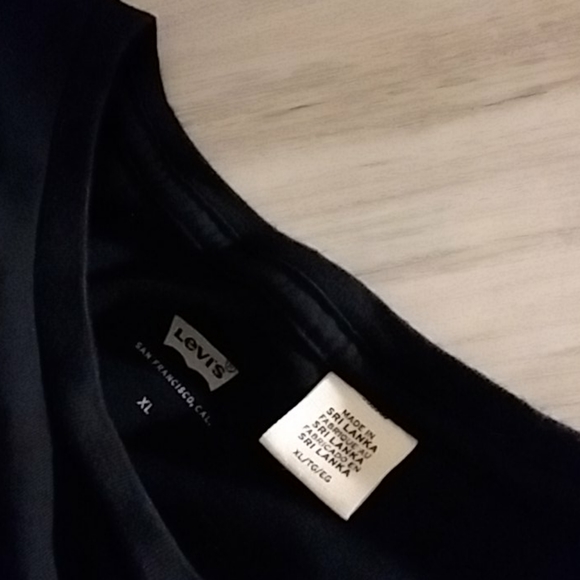 Levi's®
SAN FRANCISCO, CAL.
XL
MADE IN
SRI LANKA
FABRIQUE AU
SRI LANKA
FABRICADO EN
SRI LANKA
XL/TG/EG